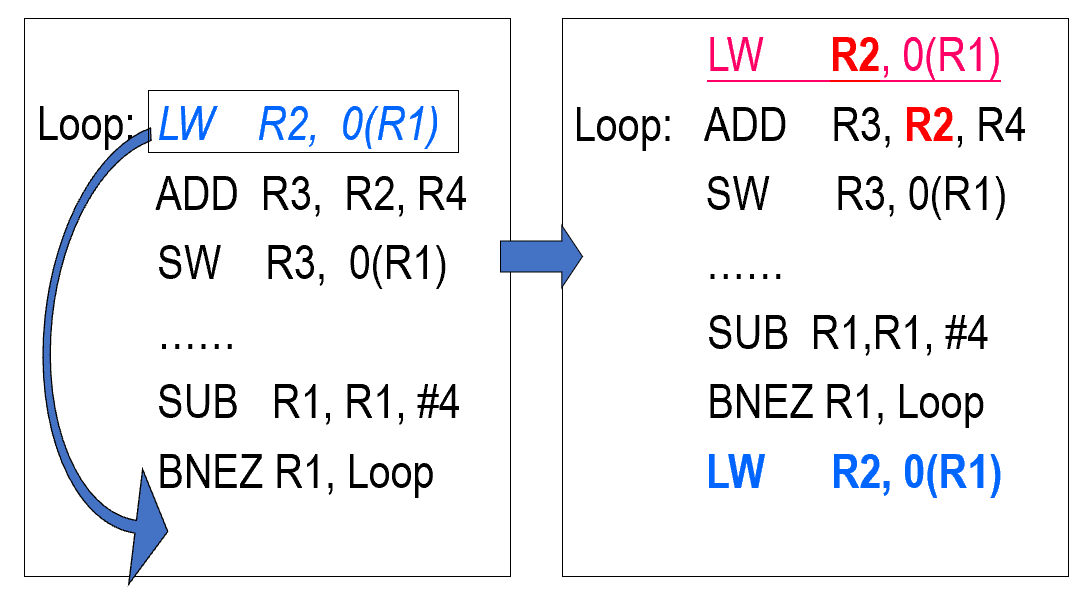 Loop: LW R2, 0(R1)
ADD R3, R2, R4
SW R3, 0(R1)
......
SUB R1, R1, #4
BNEZ R1, Loop
LW R2, 0(R1)
Loop: ADD R3, R2, R4
SW R3, 0(R1)
......
SUB R1,R1, #4
BNEZ R1, Loop
LW R2, 0(R1)